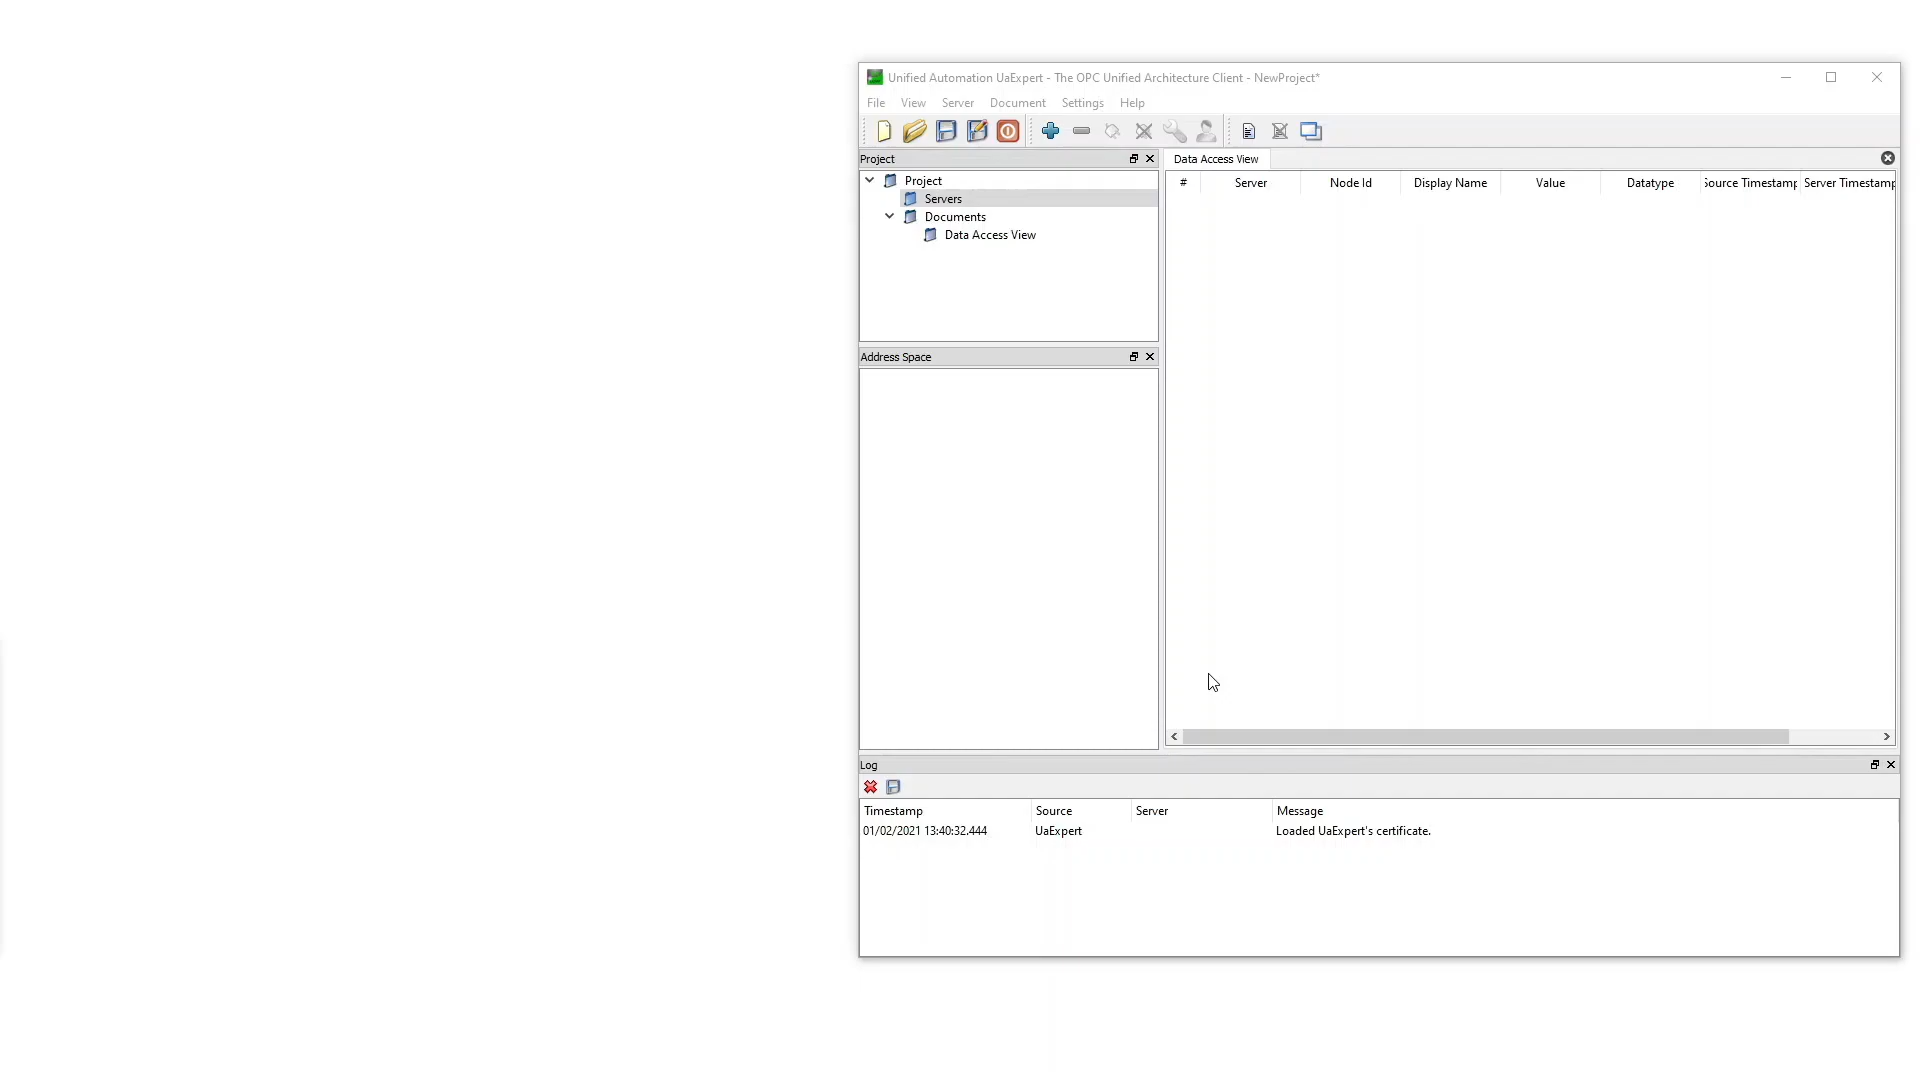 Unified Automation UaExpert - The OPC Unified Architecture Client - NewProject*
File View Server Document Settings Help
Project
Project
Servers
Documents
Data Access View
Address Space
Data Access View
# Server Node Id Display Name Value Datatype Source Timestamp Server Timestamp
Log
Timestamp Source Server Message
01/02/2021 13:40:32.444 UaExpert Loaded UaExpert's certificate.